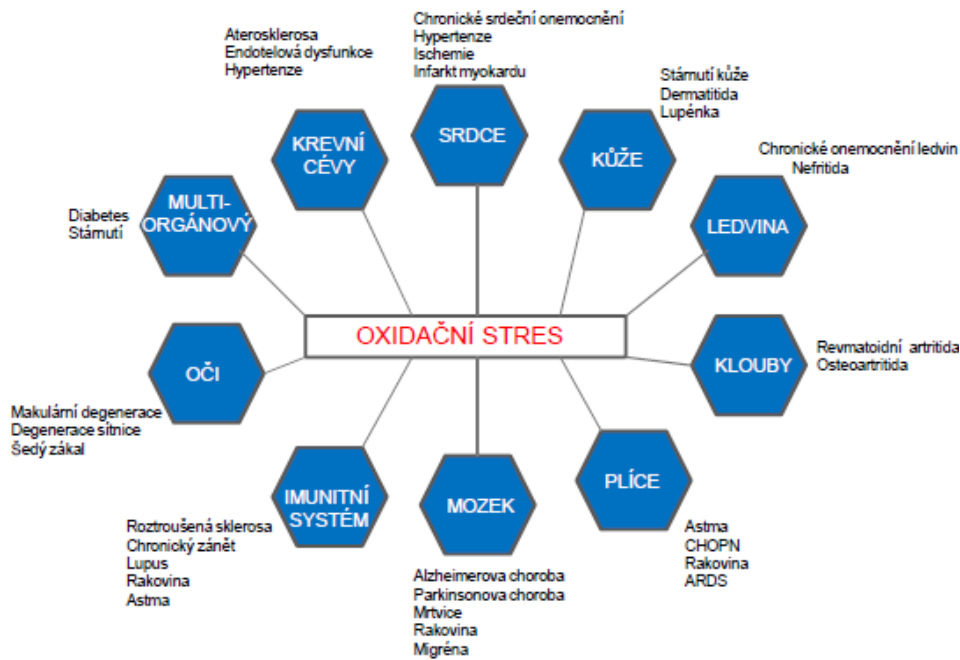 Aterosklerosa
Endotelová dysfunkce
Hypertenze
KREVNÍ
CÉVY
Chronické srdeční onemocnění
Hypertenze
Ischemie
Infarkt myokardu
SRDCE
Stárnutí kůže
Dermatitida
Lupénka
KŮŽE
Chronické onemocnění ledvin
Nefritida
LEDVINA
Diabetes
Stárnutí
MULTI-
ORGÁNOVÝ
OXIDAČNÍ STRES
OČI
Makulární degenerace
Degenerace sítnice
Šedý zákal
KLOUBY
Revmatoidní artritida
Osteoartritida
IMUNITNÍ
SYSTÉM
Roztroušená sklerosa
Chronický zánět
Lupus
Rakovina
Astma
MOZEK
Alzheimerova choroba
Parkinsonova choroba
Mrtvice
Rakovina
Migréna
PLÍCE
Astma
CHOPN
Rakovina
ARDS